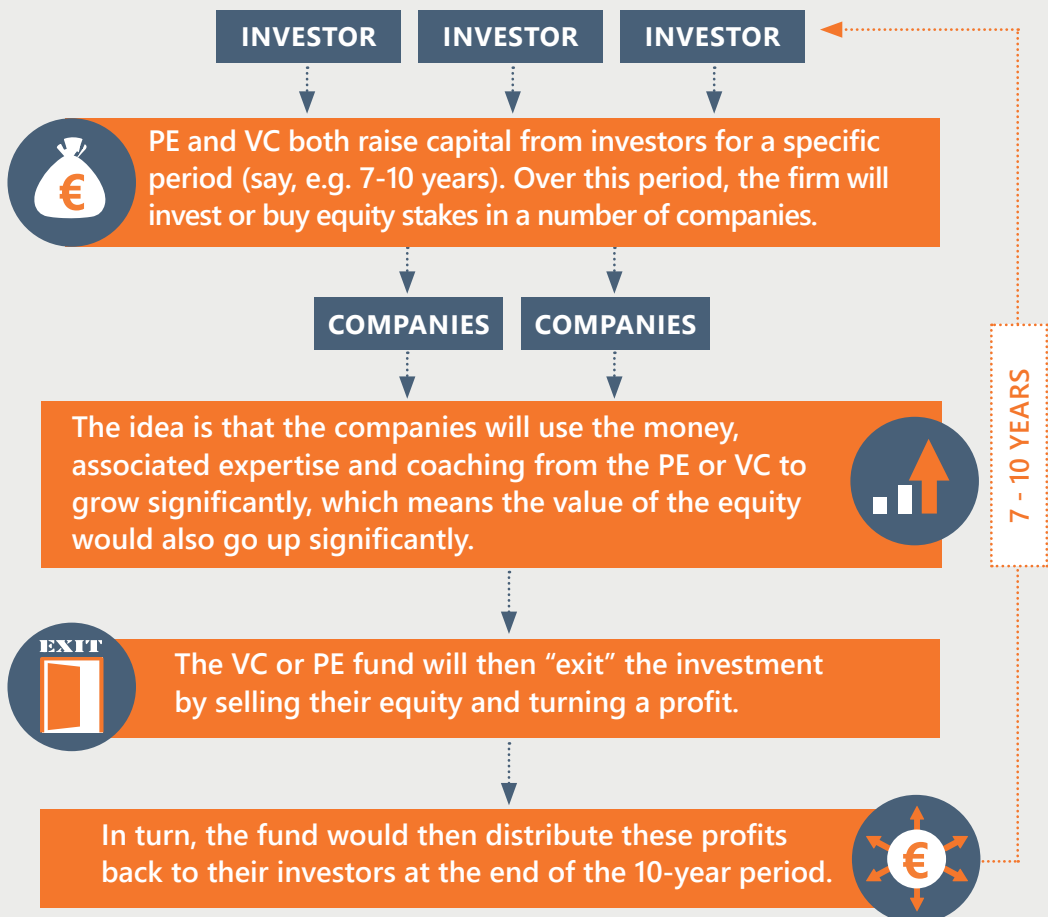 INVESTOR
INVESTOR
INVESTOR
PE and VC both raise capital from investors for a specific
period (say, e.g. 7-10 years). Over this period, the firm will
invest or buy equity stakes in a number of companies.
€
COMPANIES
COMPANIES
The idea is that the companies will use the money,
associated expertise and coaching from the PE or VC to
grow significantly, which means the value of the equity
would also go up significantly.
7 - 10 YEARS
EXIT
The VC or PE fund will then “exit” the investment
by selling their equity and turning a profit.
In turn, the fund would then distribute these profits
back to their investors at the end of the 10-year period.
€